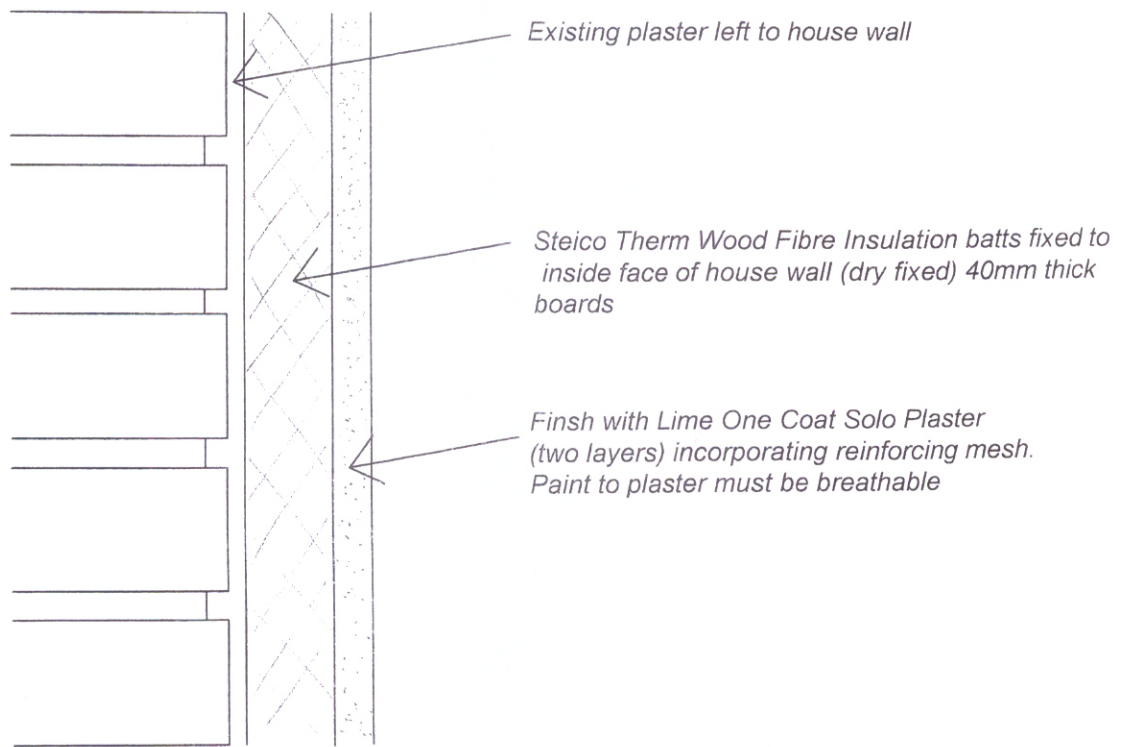 Existing plaster left to house wall
Steico Therm Wood Fibre Insulation batts fixed to
inside face of house wall (dry fixed) 40mm thick
boards
Finsh with Lime One Coat Solo Plaster
(two layers) incorporating reinforcing mesh.
Paint to plaster must be breathable